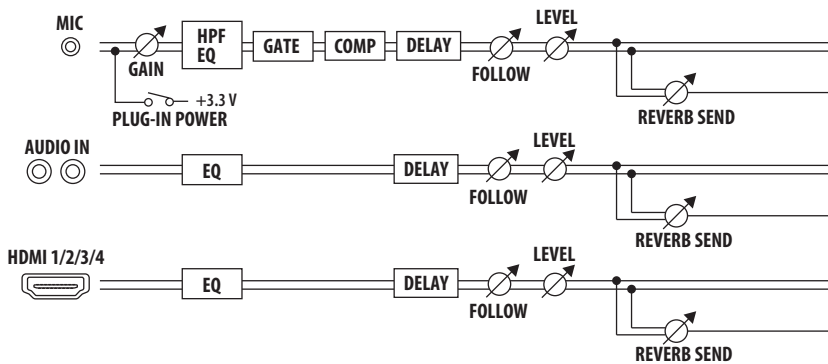 MIC
GAIN
HPF
EQ
GATE
COMP
DELAY
FOLLOW
LEVEL
+3.3 V
PLUG-IN POWER
REVERB SEND
AUDIO IN
EQ
DELAY
FOLLOW
LEVEL
REVERB SEND
HDMI 1/2/3/4
EQ
DELAY
FOLLOW
LEVEL
REVERB SEND